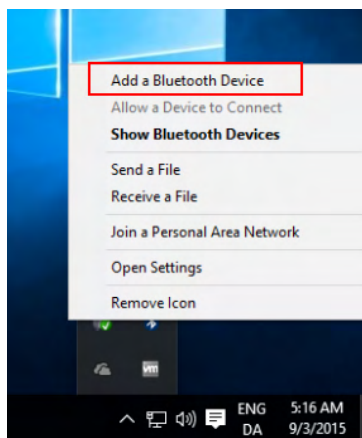 Add a Bluetooth Device
Allow a Device to Connect
Show Bluetooth Devices
Send a File
Receive a File
Join a Personal Area Network
Open Settings
Remove Icon
vm
ENG 5:16 AM
DA 9/3/2015